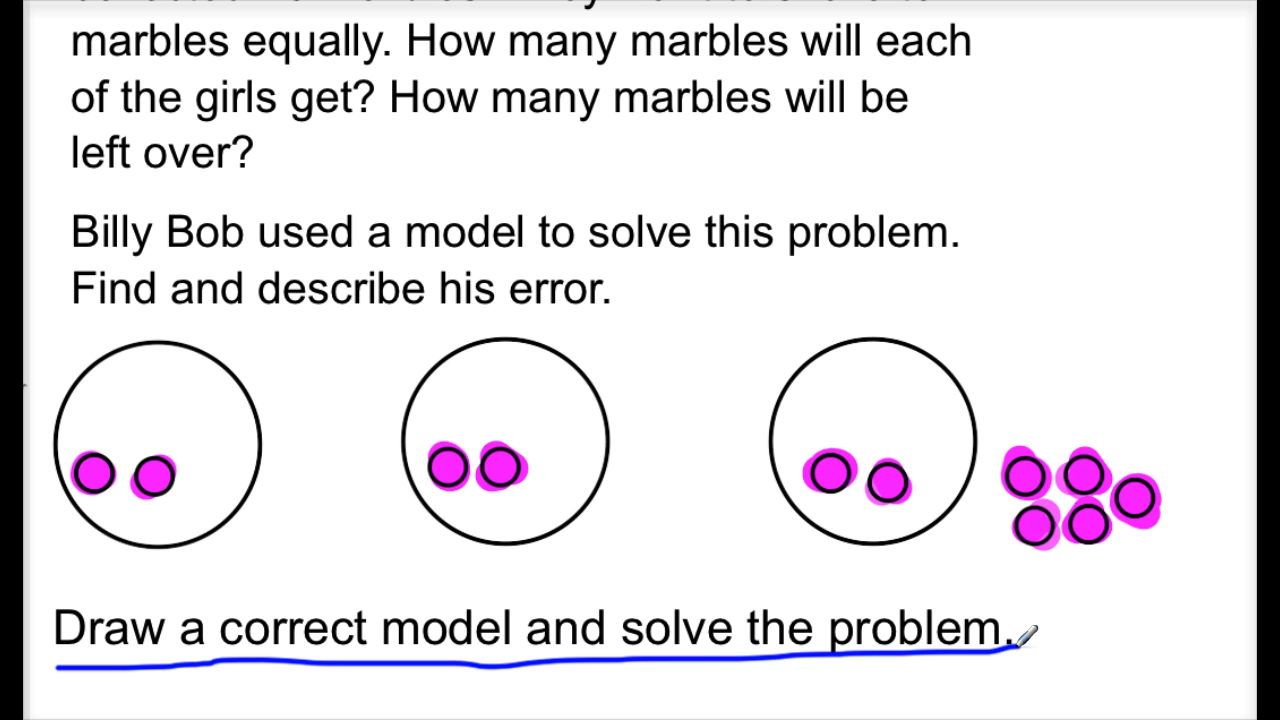 marbles equally. How many marbles will each
of the girls get? How many marbles will be
left over?
Billy Bob used a model to solve this problem.
Find and describe his error.
Draw a correct model and solve the problem.